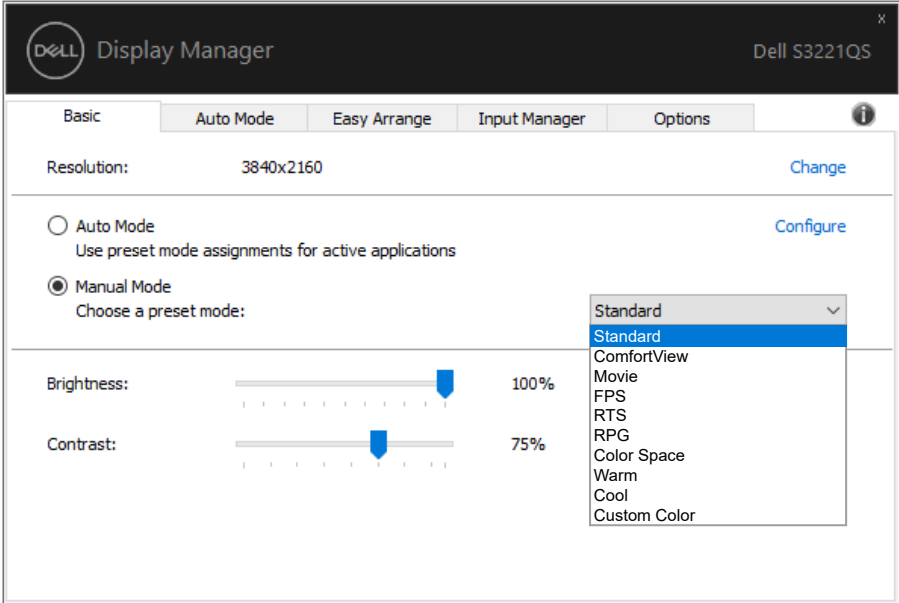 x
DELL Display Manager
Dell S3221QS
Basic Auto Mode Easy Arrange Input Manager Options i
Resolution: 3840x2160 Change
Auto Mode Configure
Use preset mode assignments for active applications
Manual Mode
Choose a preset mode: Standard
Standard
ComfortView
Movie
FPS
RTS
RPG
Color Space
Warm
Cool
Custom Color
Brightness: 100%
Contrast: 75%